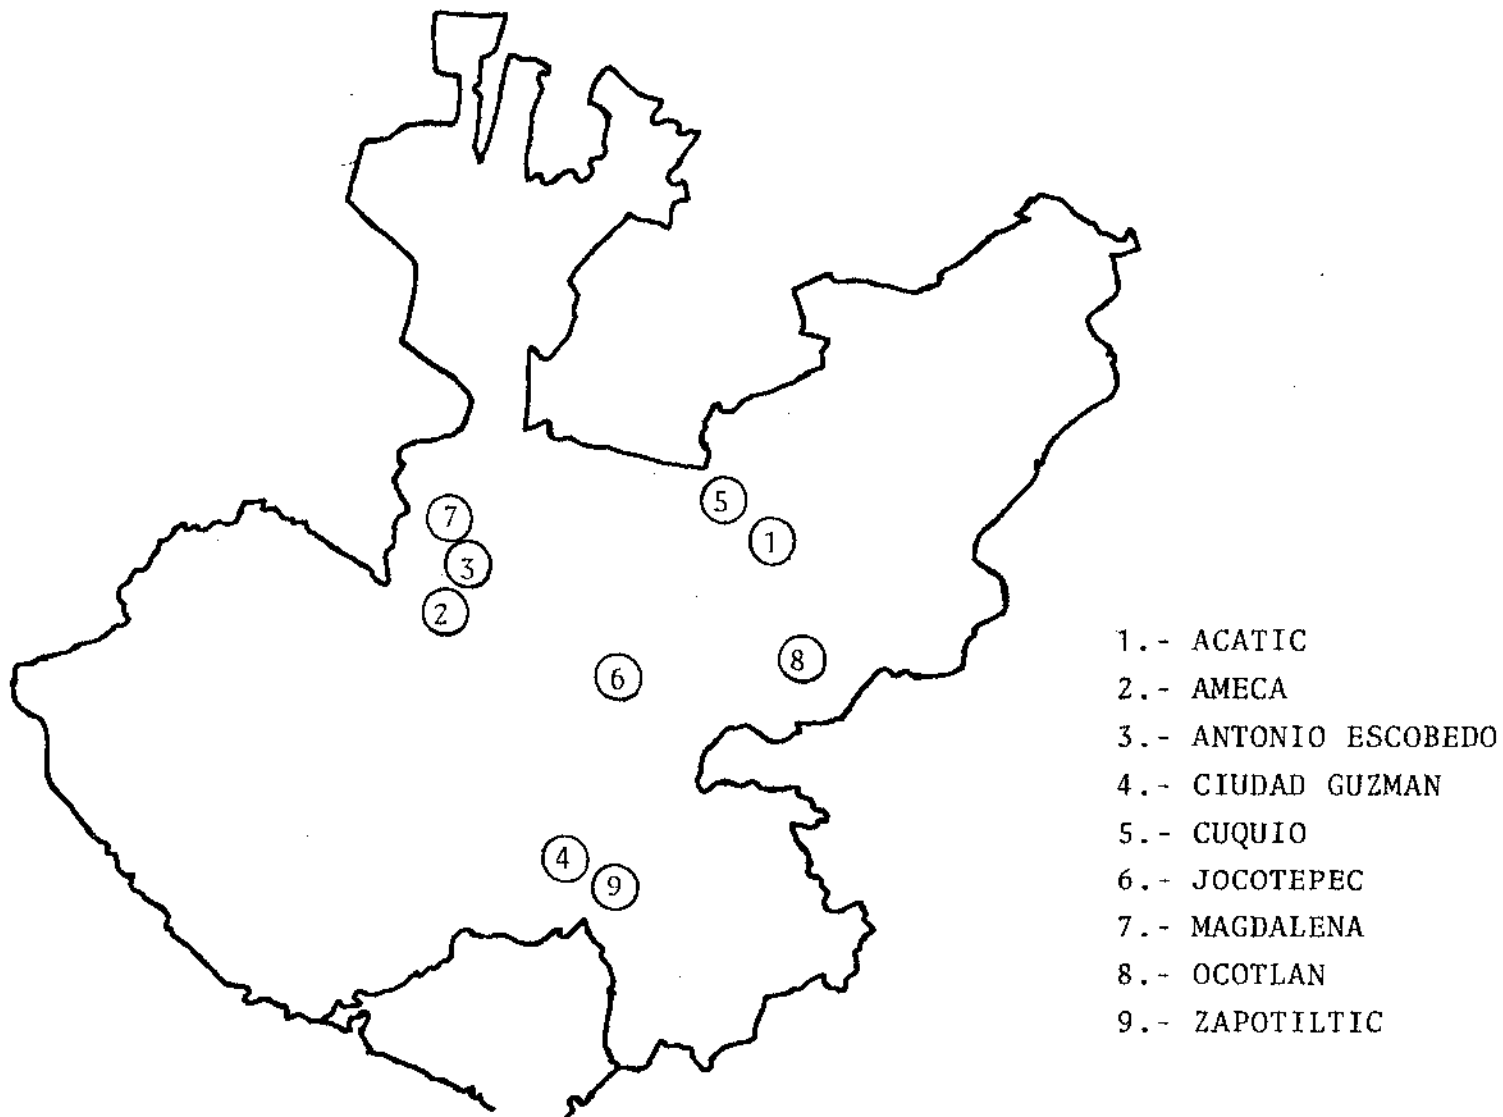 5
7
1
3
2
8
6
4
9
1.- ACATIC
2.- AMECA
3.- ANTONIO ESCOBEDO
4.- CIUDAD GUZMAN
5.- CUQUIO
6.- JOCOTEPEC
7.- MAGDALENA
8.- OCOTLAN
9.- ZAPOTILTIC